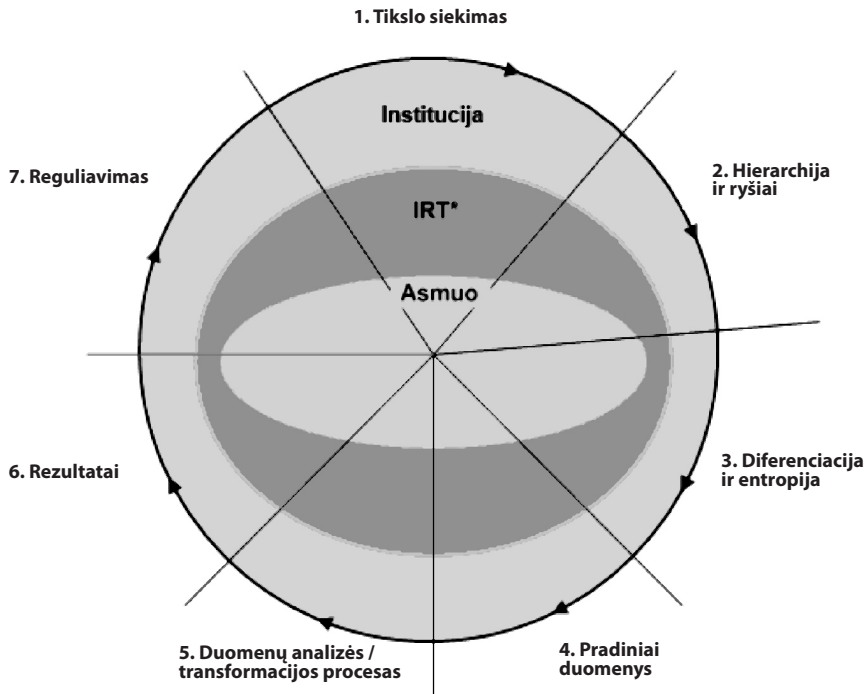 1. Tikslo siekimas
Institucija
7. Reguliavimas
2. Hierarchija
ir ryšiai
IRT*
Asmuo
6. Rezultatai
3. Diferenciacija
ir entropija
5. Duomenų analizės /
transformacijos procesas
4. Pradiniai
duomenys